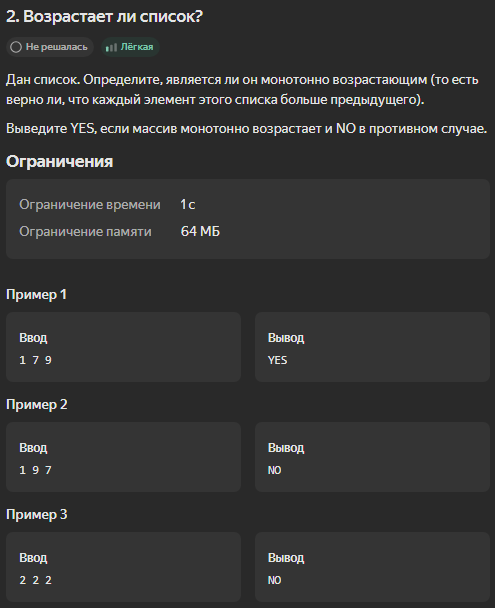 2. Возрастает ли список?
Не решалась
Лёгкая
Дан список. Определите, является ли он монотонно возрастающим (то есть
верно ли, что каждый элемент этого списка больше предыдущего).
Выведите YES, если массив монотонно возрастает и NO в противном случае.
Ограничения
Ограничение времени 1 с
Ограничение памяти 64 МБ
Пример 1
Ввод
1 7 9
Вывод
YES
Пример 2
Ввод
1 9 7
Вывод
NO
Пример 3
Ввод
2 2 2
Вывод
NO